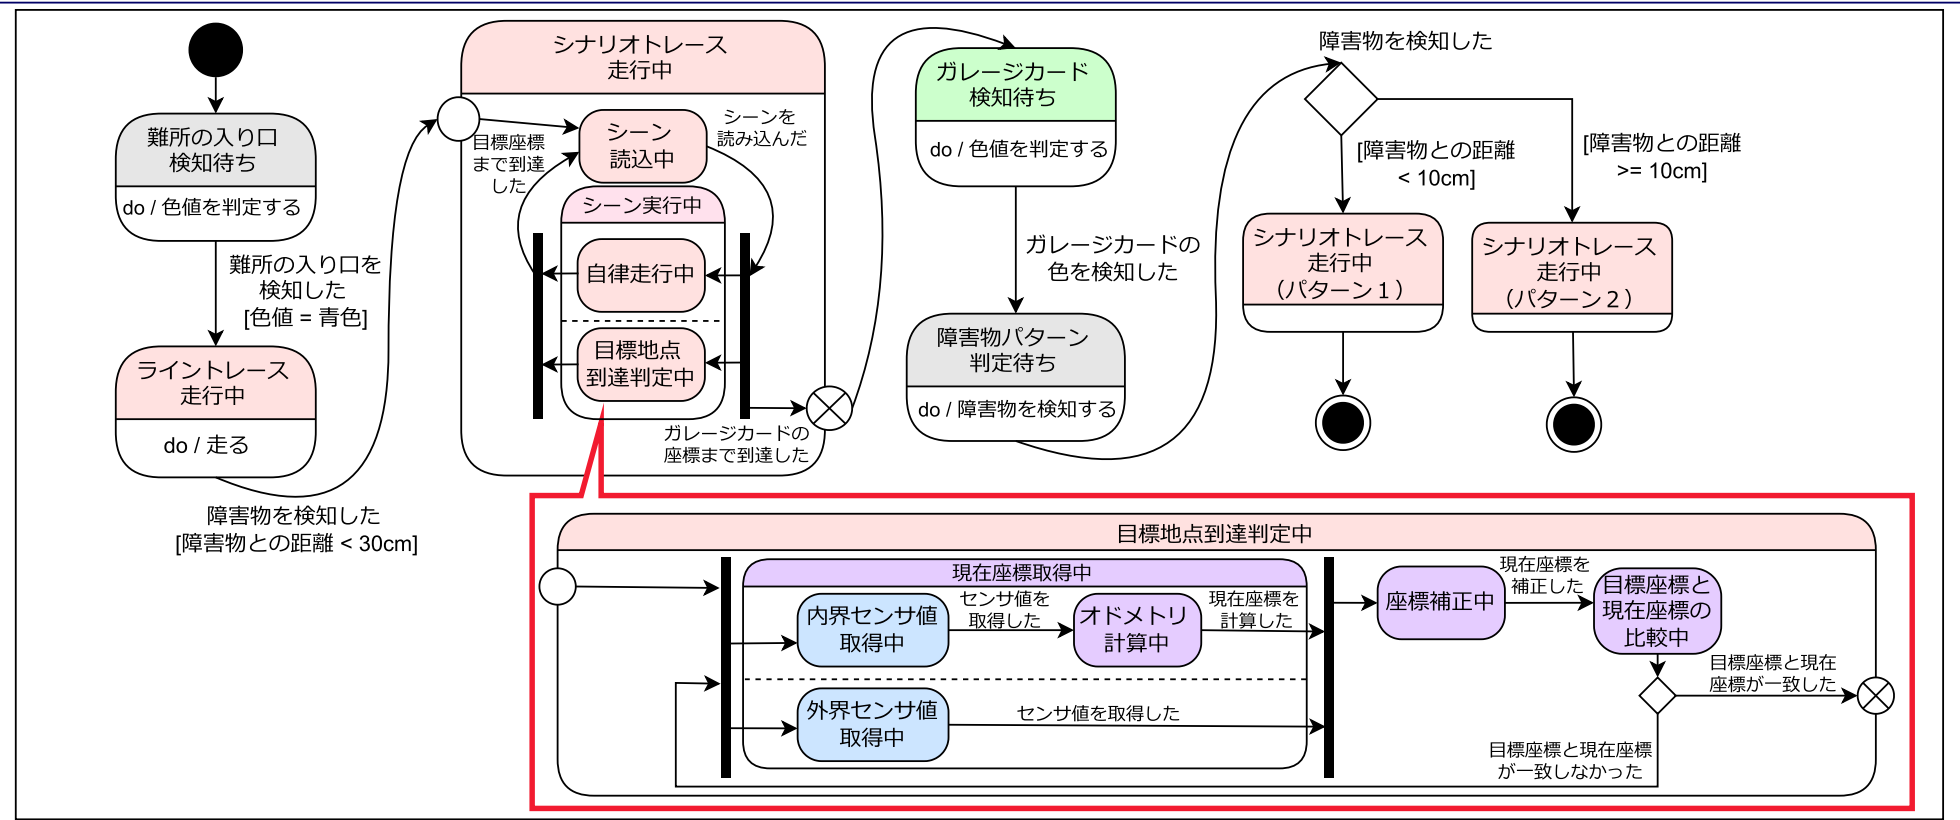 難所の入り口
検知待ち
do / 色値を判定する
難所の入り口を
検知した
[色値 = 青色]
ライントレース
走行中
do / 走る
障害物を検知した
[障害物との距離 < 30cm]
シナリオトレース
走行中
目標座標
まで到達
した
シーン
読込中
シーンを
読み込んだ
シーン実行中
自律走行中
目標地点
到達判定中
ガレージカードの
座標まで到達した
ガレージカード
検知待ち
do / 色値を判定する
ガレージカードの
色を検知した
障害物パターン
判定待ち
do / 障害物を検知する
障害物を検知した
[障害物との距離
< 10cm]
[障害物との距離
>= 10cm]
シナリオトレース
走行中
（パターン１）
シナリオトレース
走行中
（パターン２）
目標地点到達判定中
現在座標取得中
内界センサ値
取得中
センサ値を
取得した
オドメトリ
計算中
現在座標を
計算した
外界センサ値
取得中
センサ値を取得した
座標補正中
現在座標を
補正した
目標座標と
現在座標の
比較中
目標座標と現在
座標が一致した
目標座標と現在座標
が一致しなかった